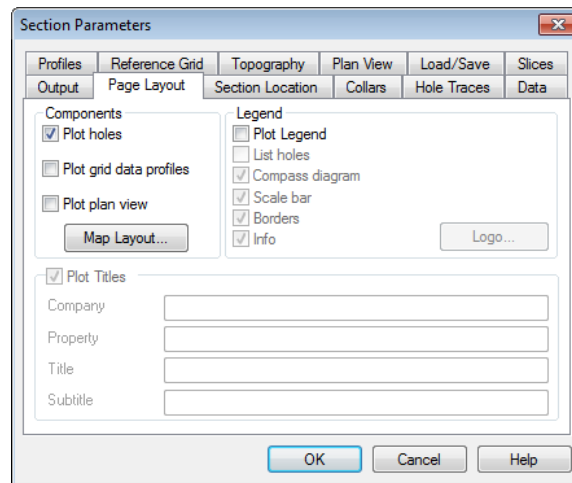 Section Parameters
Profiles Reference Grid Topography Plan View Load/Save Slices
Output Page Layout Section Location Collars Hole Traces Data
Components
Plot holes
Plot grid data profiles
Plot plan view
Map Layout...
Legend
Plot Legend
List holes
Compass diagram
Scale bar
Borders
Info
Logo...
Plot Titles
Company
Property
Title
Subtitle
OK Cancel Help